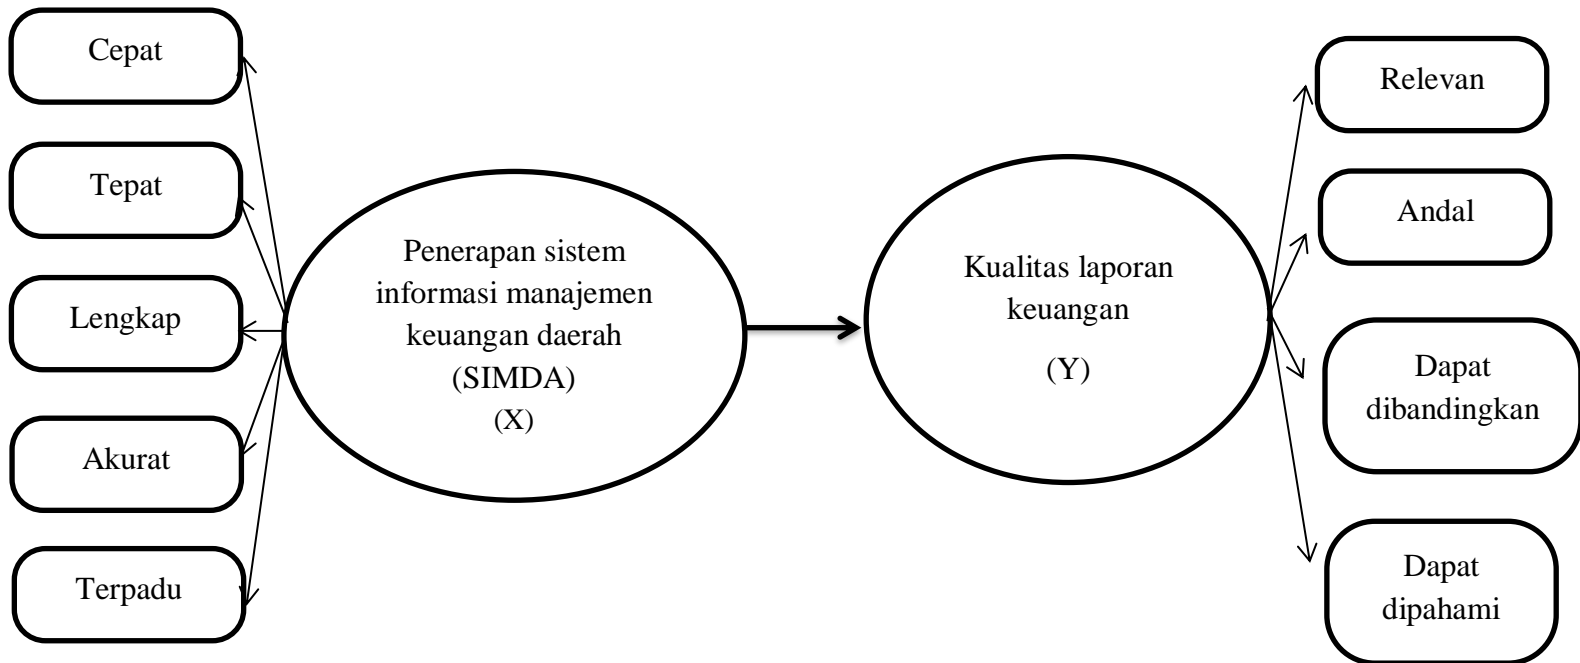 Cepat
Tepat
Lengkap
Akurat
Terpadu
Penerapan sistem
informasi manajemen
keuangan daerah
(SIMDA)
(X)
Kualitas laporan
keuangan
(Y)
Relevan
Andal
Dapat
dibandingkan
Dapat
dipahami